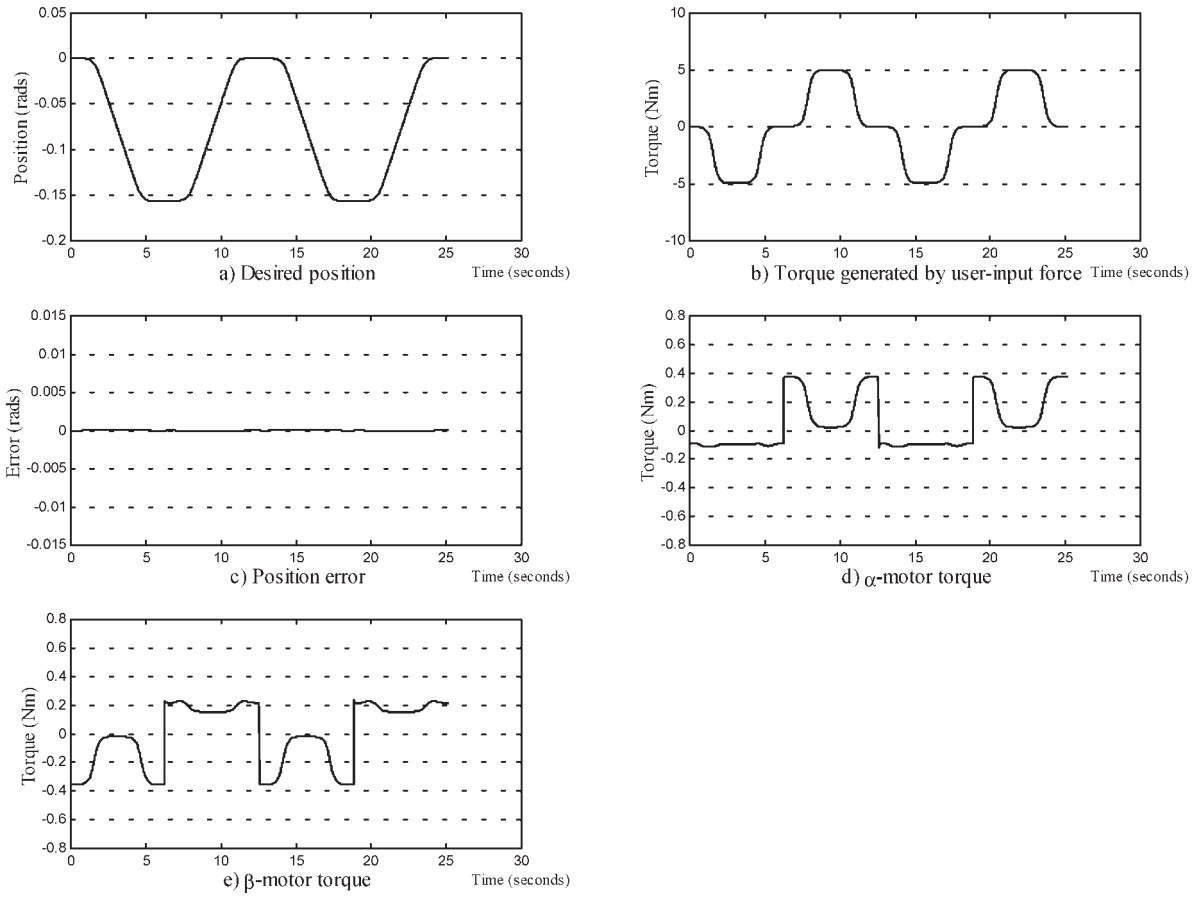 0.05
0
-0.05
-0.1
-0.15
-0.2
Position (rads)
0 5 10 15 20 25 30
a) Desired position
Time (seconds)
10
5
0
-5
-10
Torque (Nm)
0 5 10 15 20 25 30
b) Torque generated by user-input force
Time (seconds)
0.015
0.01
0.005
0
-0.005
-0.01
-0.015
Error (rads)
0 5 10 15 20 25 30
c) Position error
Time (seconds)
0.8
0.6
0.4
0.2
0
-0.2
-0.4
-0.6
-0.8
Torque (Nm)
0 5 10 15 20 25 30
d) α-motor torque
Time (seconds)
0.8
0.6
0.4
0.2
0
-0.2
-0.4
-0.6
-0.8
Torque (Nm)
0 5 10 15 20 25 30
e) β-motor torque
Time (seconds)